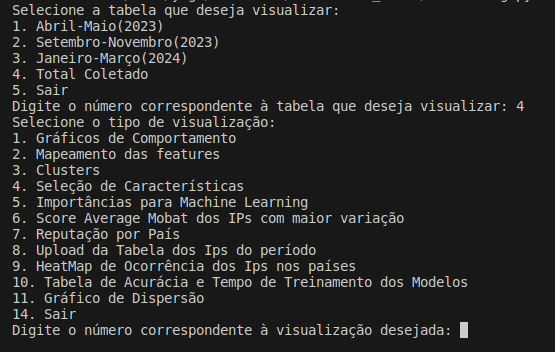 Selecione a tabela que deseja visualizar:
1. Abril-Maio(2023)
2. Setembro-Novembro(2023)
3. Janeiro-Março(2024)
4. Total Coletado
5. Sair
Digite o número correspondente à tabela que deseja visualizar: 4
Selecione o tipo de visualização:
1. Gráficos de Comportamento
2. Mapeamento das features
3. Clusters
4. Seleção de Características
5. Importâncias para Machine Learning
6. Score Average Mobat dos IPs com maior variação
7. Reputação por País
8. Upload da Tabela dos Ips do período
9. HeatMap de Ocorrência dos Ips nos países
10. Tabela de Acurácia e Tempo de Treinamento dos Modelos
11. Gráfico de Dispersão
14. Sair
Digite o número correspondente à visualização desejada: